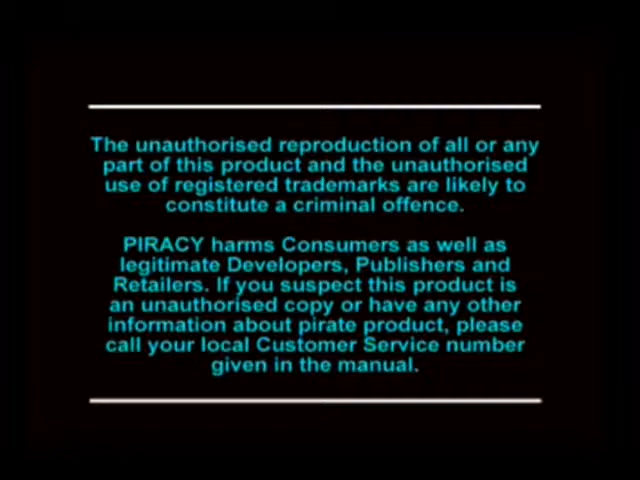 The unauthorised reproduction of all or any
part of this product and the unauthorised
use of registered trademarks are likely to
constitute a criminal offence.
PIRACY harms Consumers as well as
legitimate Developers, Publishers and
Retailers. If you suspect this product is
an unauthorised copy or have any other
information about pirate product, please
call your local Customer Service number
given in the manual.